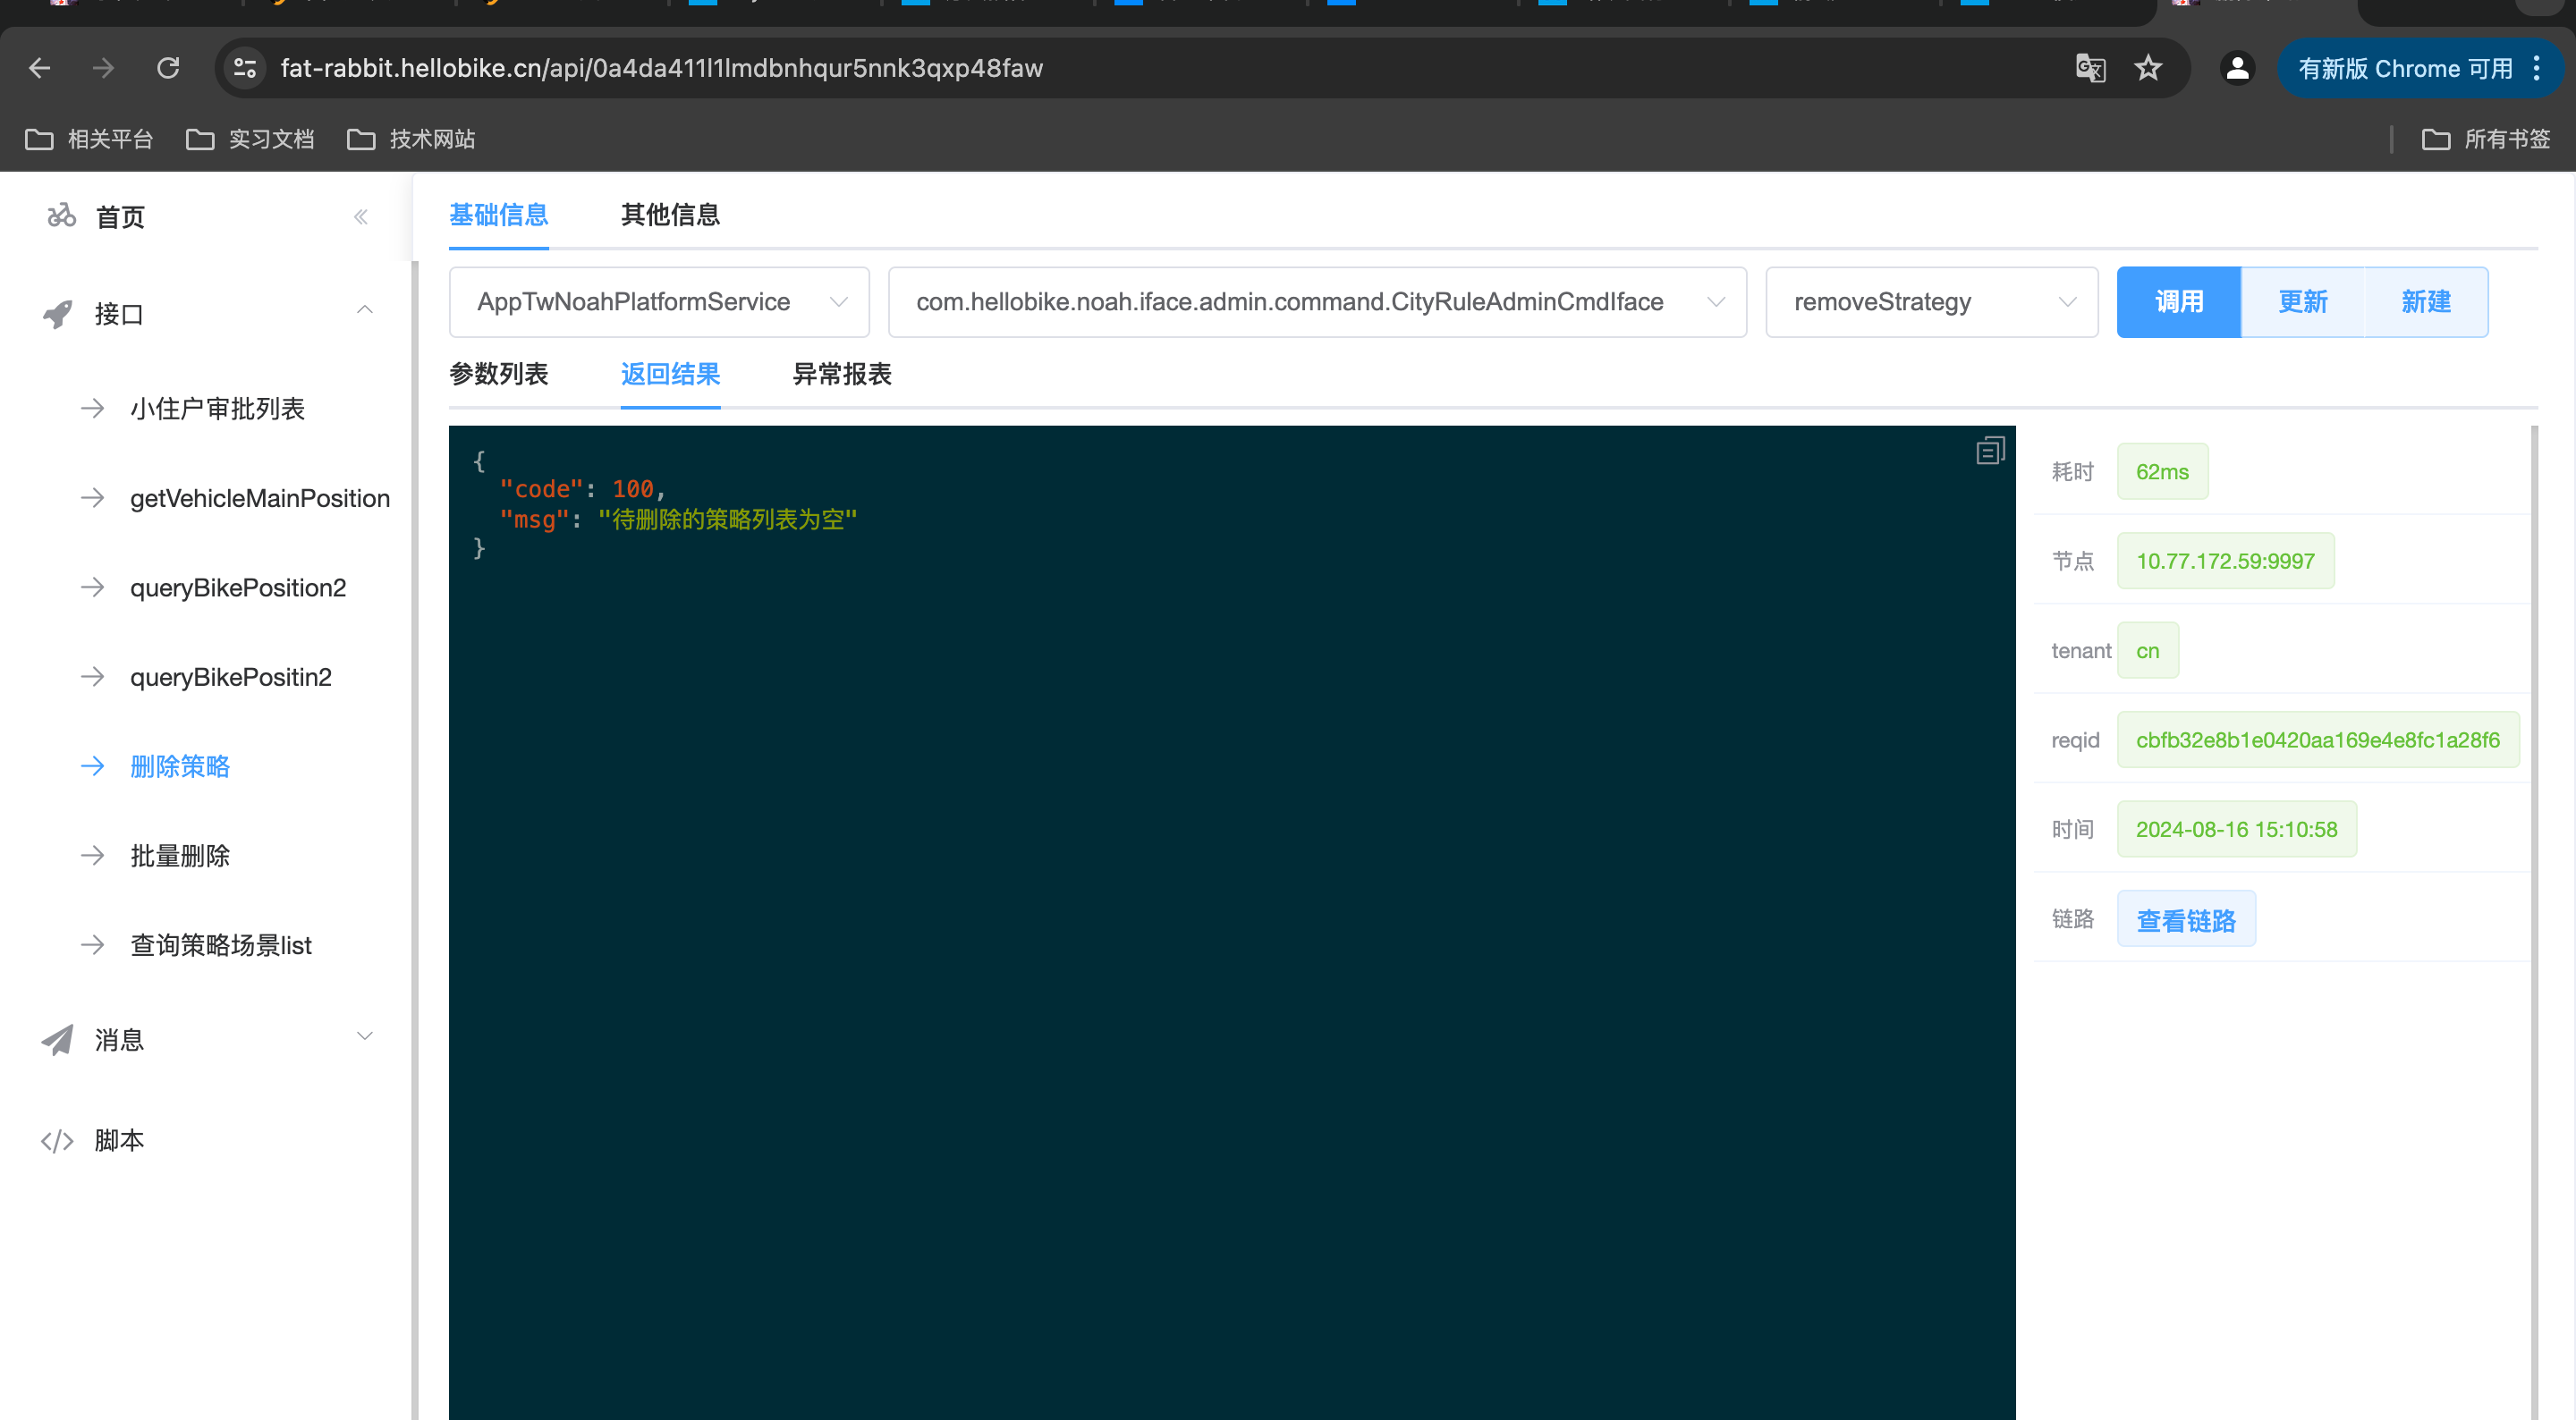 fat-rabbit.hellobike.cn/api/0a4da411l1lmdbnhqur5nnk3qxp48faw
有新版 Chrome 可用
相关平台
实习文档
技术网站
所有书签
首页
基础信息
其他信息
接口
AppTwNoahPlatformService
com.hellobike.noah.iface.admin.command.CityRuleAdminCmdIface
removeStrategy
调用
更新
新建
参数列表
返回结果
异常报表
小住户审批列表
getVehicleMainPosition
queryBikePosition2
queryBikePositin2
删除策略
批量删除
查询策略场景list
消息
脚本
{
"code": 100,
"msg": "待删除的策略列表为空"
}
耗时 62ms
节点 10.77.172.59:9997
tenant cn
reqid cbfb32e8b1e0420aa169e4e8fc1a28f6
时间 2024-08-16 15:10:58
链路 查看链路